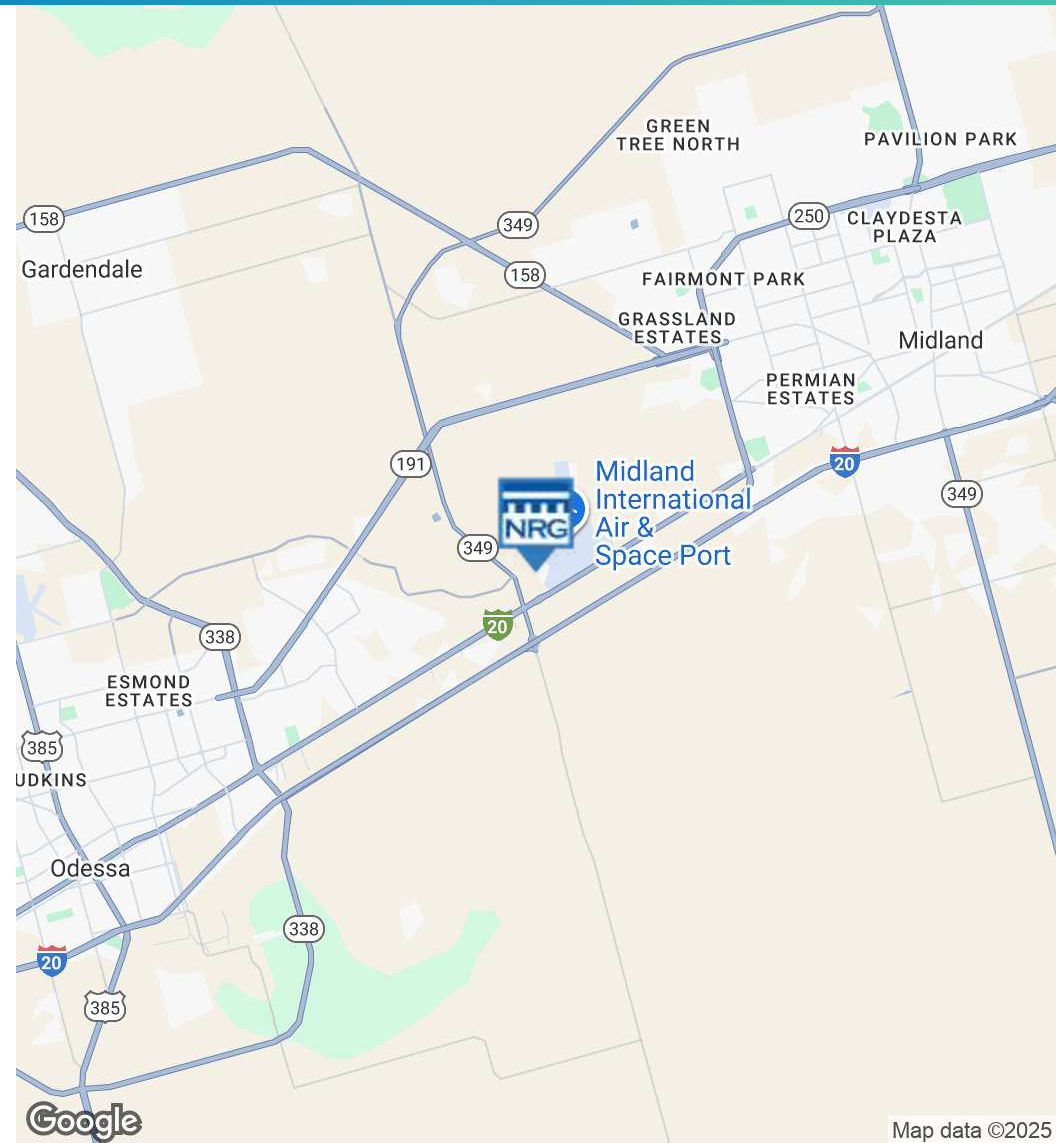 GREEN
TREE NORTH
PAVILION PARK
158
349
250
CLAYDESTA
PLAZA
Gardendale
158
FAIRMONT PARK
GRASSLAND
ESTATES
Midland
PERMIAN
ESTATES
191
20
Midland
International
Air &
Space Port
349
NRG
349
20
338
ESMOND
ESTATES
385
UDKINS
Odessa
338
20
385
Google
Map data ©2025